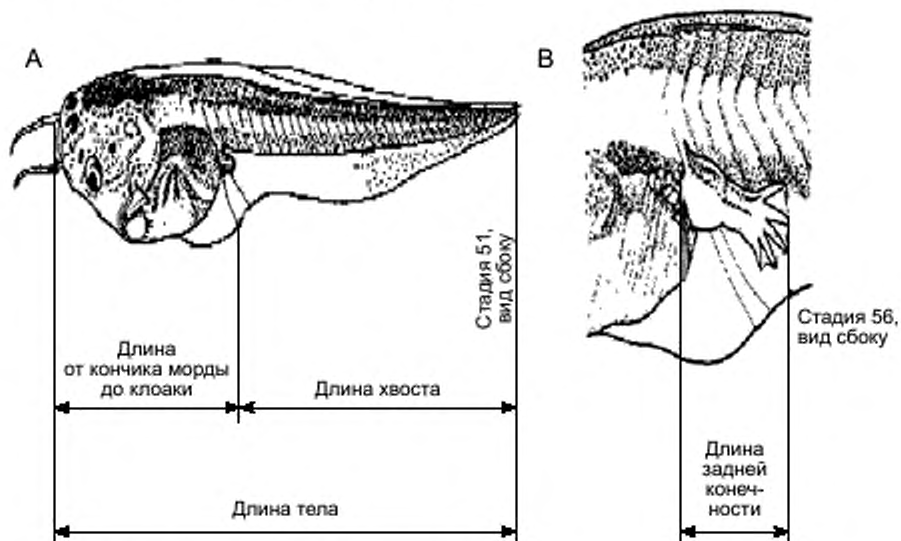 А
В
Стадия 51,
вид сбоку
Стадия 56,
вид сбоку
Длина
от кончика морды
до клоаки
Длина хвоста
Длина
задней
конеч-
ности
Длина тела